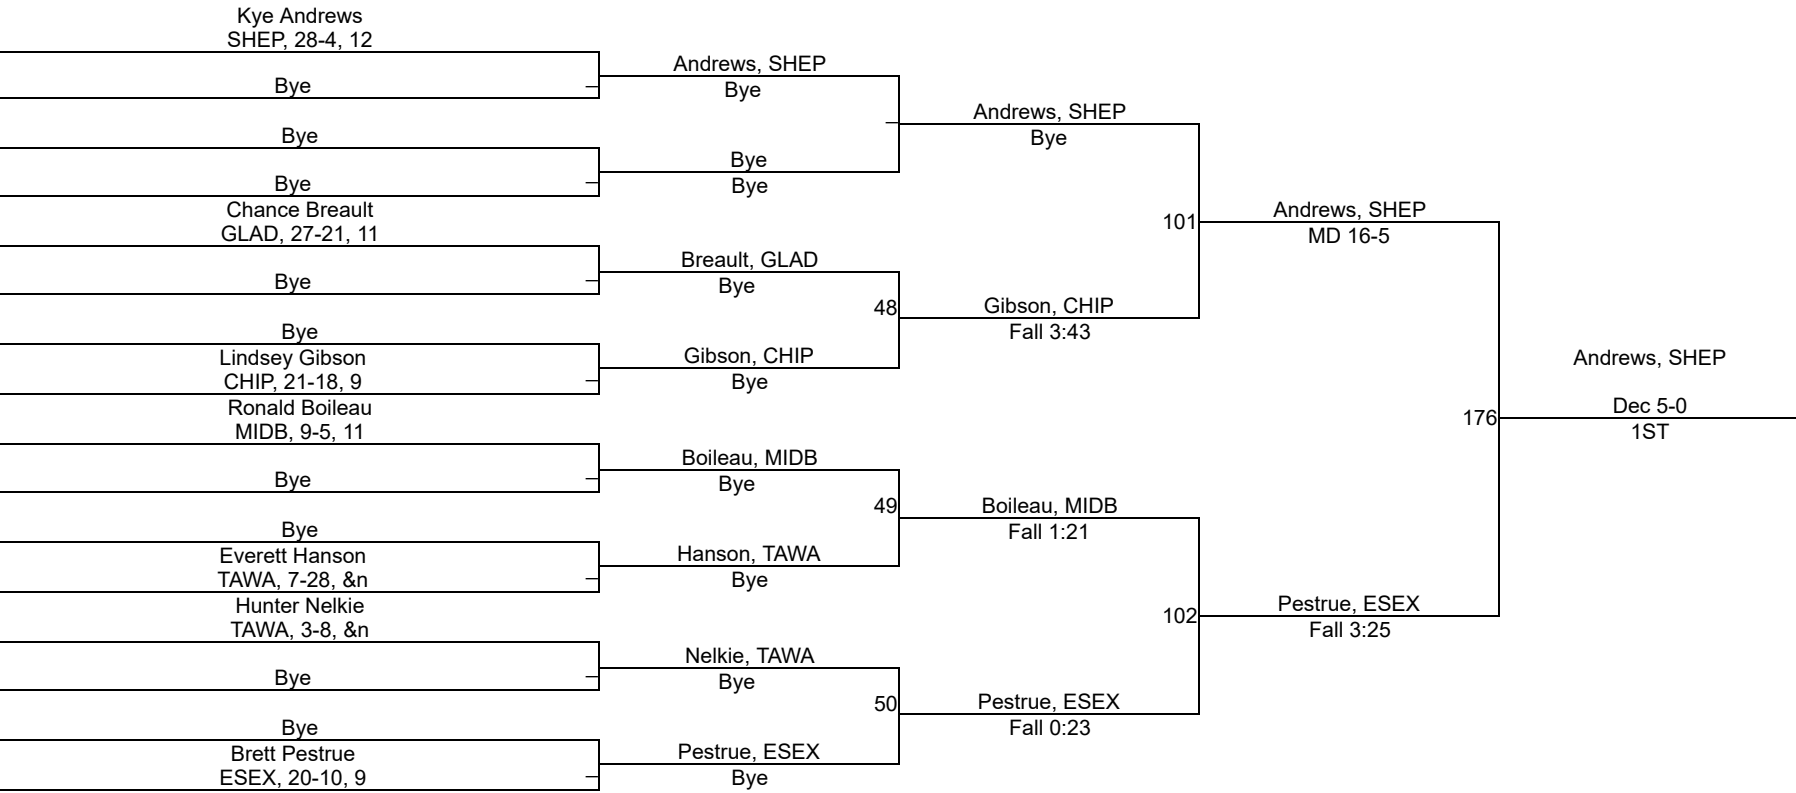 Kye Andrews
SHEP, 28-4, 12
Bye
Bye
Bye
Chance Breault
GLAD, 27-21, 11
Bye
Bye
Lindsey Gibson
CHIP, 21-18, 9
Ronald Boileau
MIDB, 9-5, 11
Bye
Bye
Everett Hanson
TAWA, 7-28, &n
Hunter Nelkie
TAWA, 3-8, &n
Bye
Bye
Brett Pestrue
ESEX, 20-10, 9
Andrews, SHEP
Bye
Bye
Bye
Breault, GLAD
Bye
48
Gibson, CHIP
Bye
Boileau, MIDB
Bye
49
Hanson, TAWA
Bye
Nelkie, TAWA
Bye
50
Pestrue, ESEX
Bye
Andrews, SHEP
Bye
101
Gibson, CHIP
Fall 3:43
Boileau, MIDB
Fall 1:21
102
Pestrue, ESEX
Fall 0:23
Andrews, SHEP
MD 16-5
176
Pestrue, ESEX
Fall 3:25
Andrews, SHEP
Dec 5-0
1ST